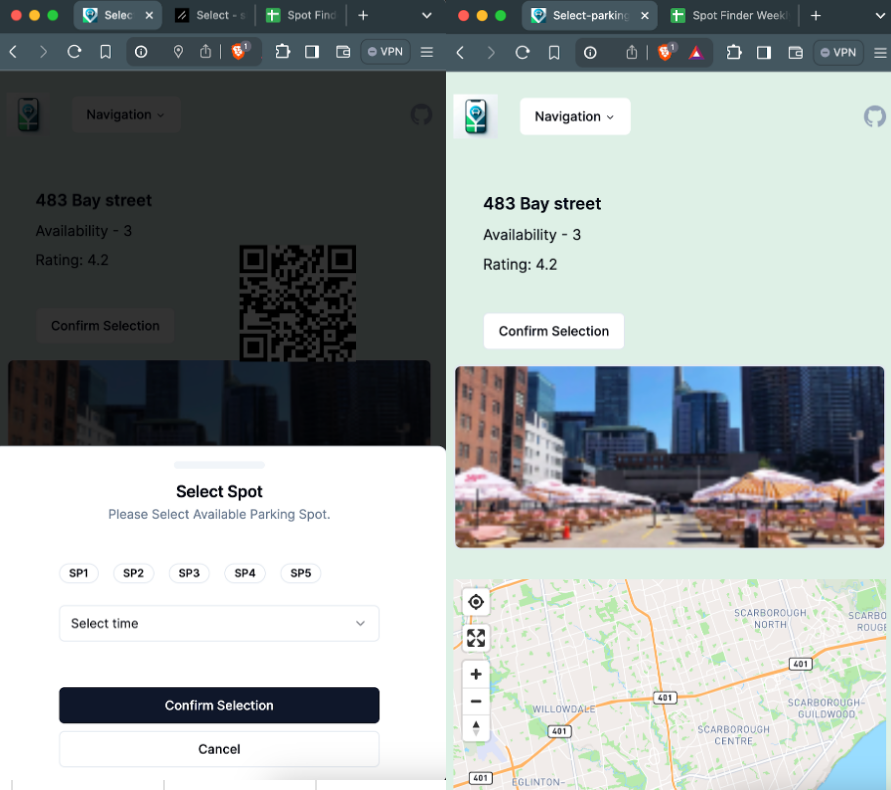 Selec
Select - s
Spot Find
1
VPN
Navigation
483 Bay street
Availability - 3
Rating: 4.2
Confirm Selection
Select Spot
Please Select Available Parking Spot.
SP1 SP2 SP3 SP4 SP5
Select time
Confirm Selection
Cancel
Select-parking
Spot Finder Weekl
1
VPN
Navigation
483 Bay street
Availability - 3
Rating: 4.2
Confirm Selection
SCARBOROUGH
NORTH
SCARBO
ROUGE
401
401
SCARBOROUGH-
GUILDWOOD
WILLOWDALE
401
SCARBOROUGH
CENTRE
401
EGLINTON-